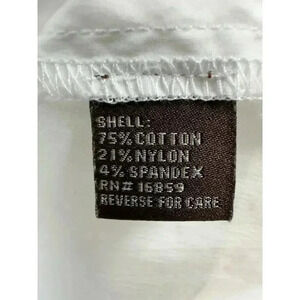 SHELL:
75% COTTON
21% NYLON
4% SPANDEX
RN# 16859
REVERSE FOR CARE